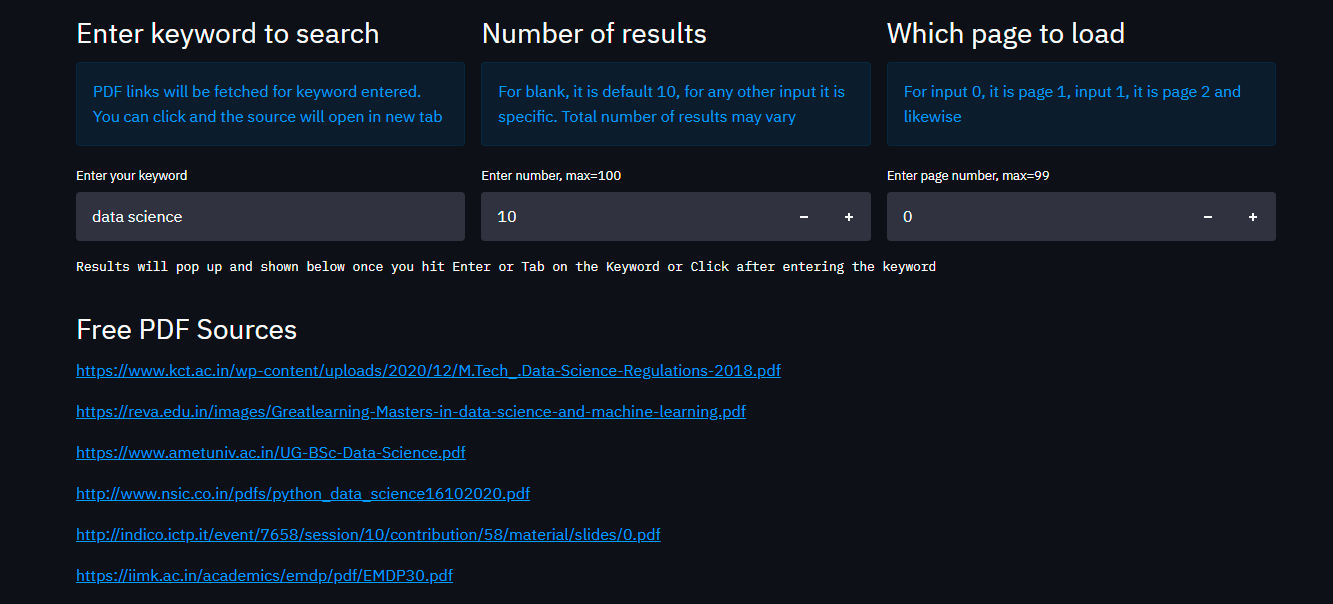 Enter keyword to search
Number of results
Which page to load
PDF links will be fetched for keyword entered.
You can click and the source will open in new tab
For blank, it is default 10, for any other input it is
specific. Total number of results may vary
For input 0, it is page 1, input 1, it is page 2 and
likewise
Enter your keyword
Enter number, max=100
Enter page number, max=99
data science
10 − +
0 − +
Results will pop up and shown below once you hit Enter or Tab on the Keyword or Click after entering the keyword
Free PDF Sources
https://www.kct.ac.in/wp-content/uploads/2020/12/M.Tech_.Data-Science-Regulations-2018.pdf
https://reva.edu.in/images/Greatlearning-Masters-in-data-science-and-machine-learning.pdf
https://www.ametuniv.ac.in/UG-BSc-Data-Science.pdf
http://www.nsic.co.in/pdfs/python_data_science16102020.pdf
http://indico.ictp.it/event/7658/session/10/contribution/58/material/slides/0.pdf
https://iimk.ac.in/academics/emdp/pdf/EMDP30.pdf